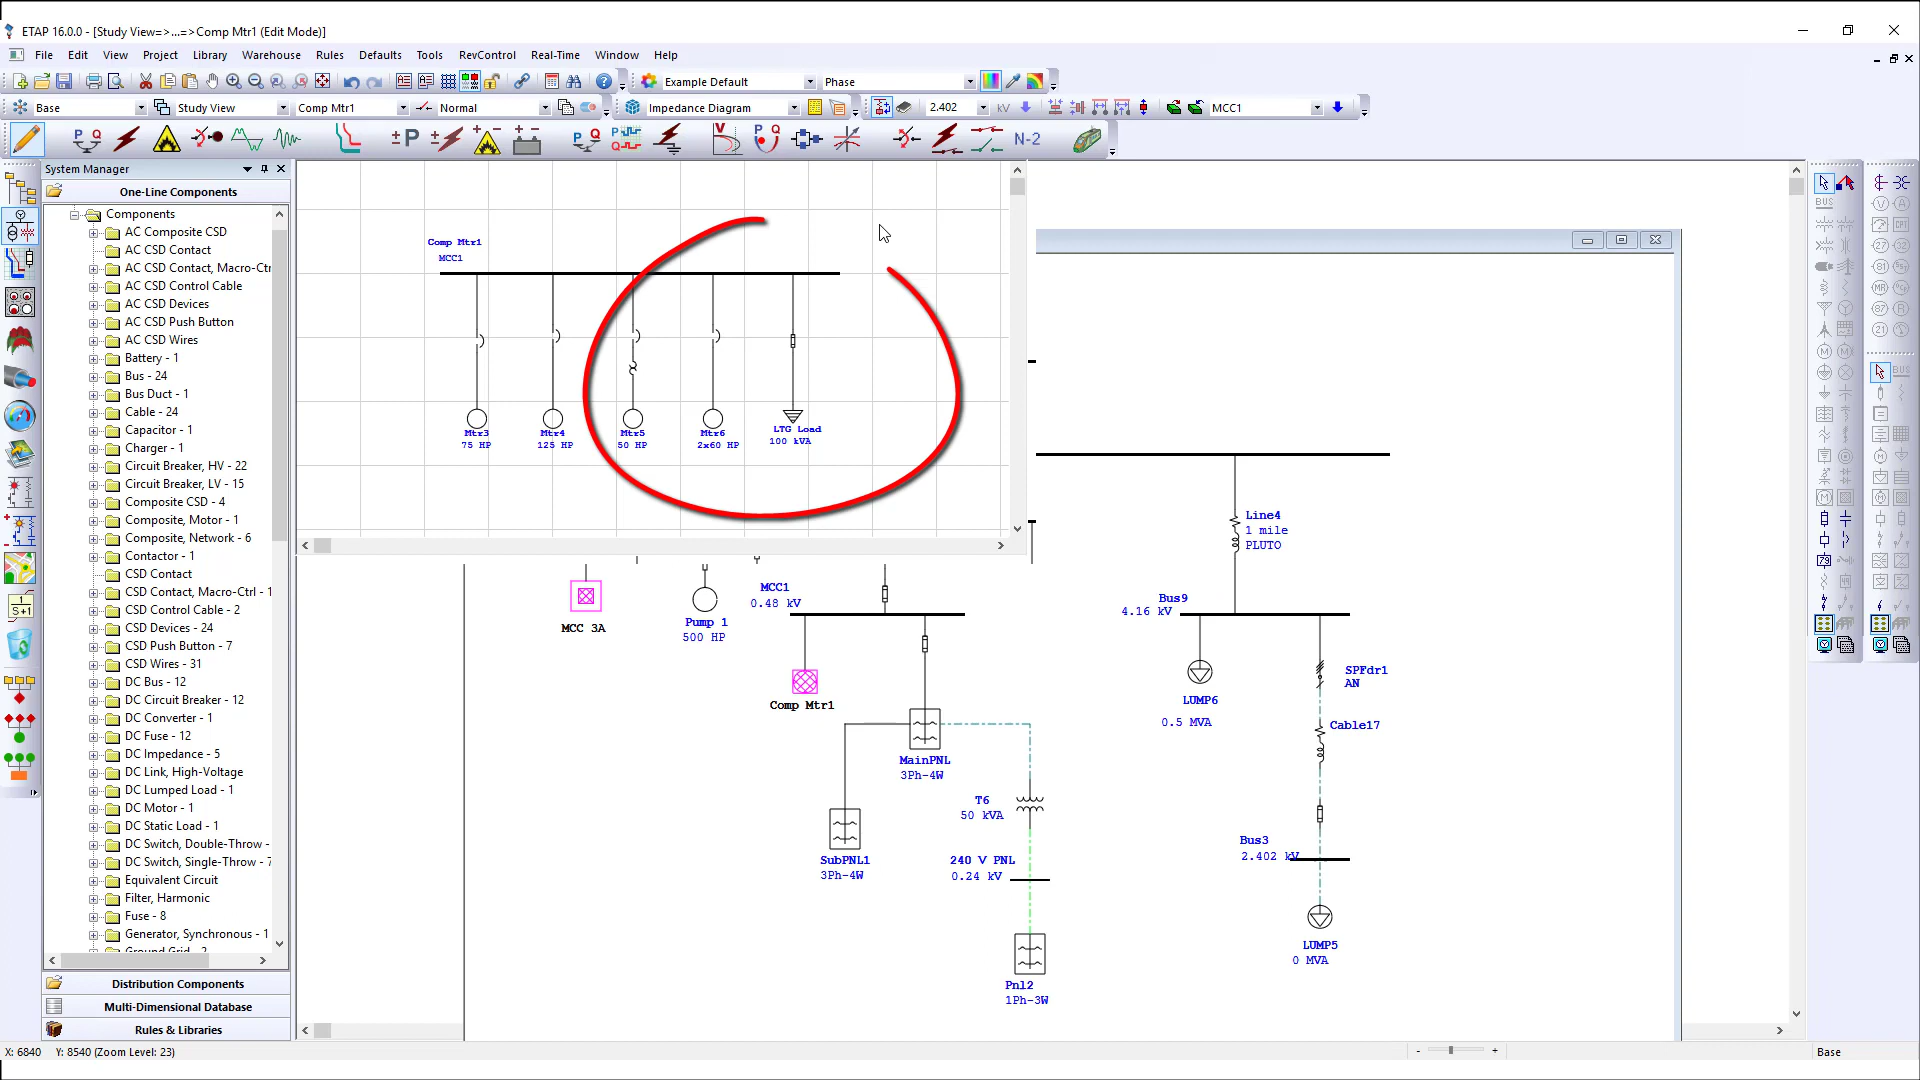 ETAP 16.0.0 - [Study View=>...=>Comp Mtr1 (Edit Mode)]
File Edit View Project Library Warehouse Rules Defaults Tools RevControl Real-Time Window Help
Example Default Phase
Base Study View Comp Mtr1 Normal Impedance Diagram 2.402 kV MCC1
N-2
System Manager
One-Line Components
Components
AC Composite CSD
AC CSD Contact
AC CSD Contact, Macro-Ctr
AC CSD Control Cable
AC CSD Devices
AC CSD Push Button
AC CSD Wires
Battery - 1
Bus - 24
Bus Duct - 1
Cable - 24
Capacitor - 1
Charger - 1
Circuit Breaker, HV - 22
Circuit Breaker, LV - 15
Composite CSD - 4
Composite, Motor - 1
Composite, Network - 6
Contactor - 1
CSD Contact
CSD Contact, Macro-Ctrl - 1
CSD Control Cable - 2
CSD Devices - 24
CSD Push Button - 7
CSD Wires - 31
DC Bus - 12
DC Circuit Breaker - 12
DC Converter - 1
DC Fuse - 12
DC Impedance - 5
DC Link, High-Voltage
DC Lumped Load - 1
DC Motor - 1
DC Static Load - 1
DC Switch, Double-Throw -
DC Switch, Single-Throw - 7
Equivalent Circuit
Filter, Harmonic
Fuse - 8
Generator, Synchronous - 1
Ground Grid - 2
Distribution Components
Multi-Dimensional Database
Rules & Libraries
Comp Mtr1
MCC1
Mtr3
75 HP
Mtr4
125 HP
Mtr5
50 HP
Mtr6
2x60 HP
LTG Load
100 kVA
MCC 3A
Pump 1
500 HP
MCC1
0.48 kV
Comp Mtr1
MainPNL
3Ph-4W
SubPNL1
3Ph-4W
T6
50 kVA
240 V PNL
0.24 kV
Pnl2
1Ph-3W
Line4
1 mile
PLUTO
Bus9
4.16 kV
LUMP6
0.5 MVA
SPFdr1
AN
Cable17
Bus3
2.402 kV
LUMP5
0 MVA
X: 6840 Y: 8540 (Zoom Level: 23)
Base